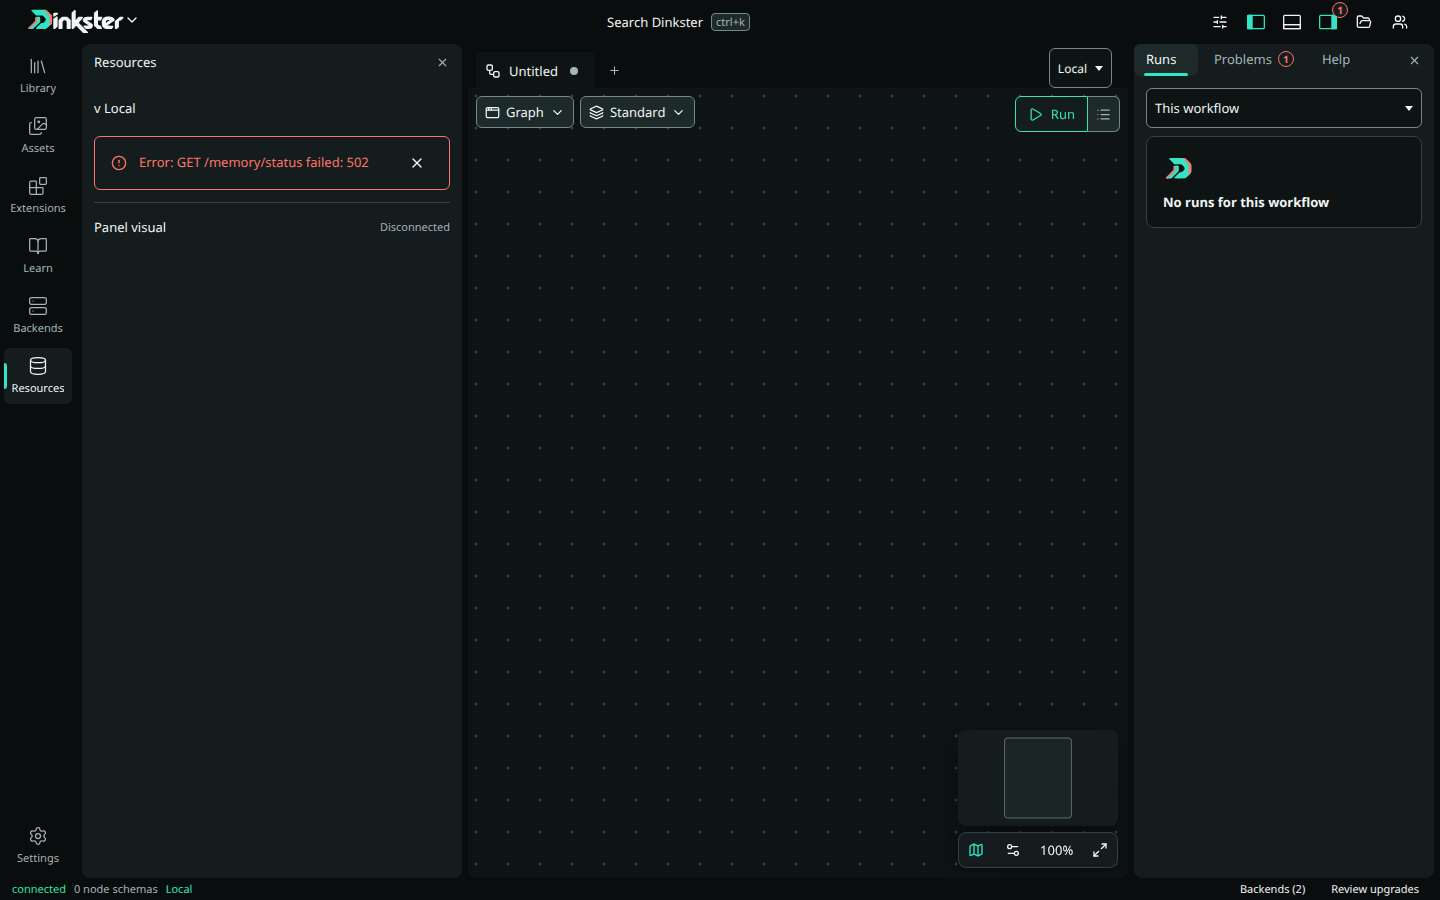 Dinkster
Search Dinkster ctrl+k
1
Library
Assets
Extensions
Learn
Backends
Resources
Settings
Resources
v Local
Error: GET /memory/status failed: 502
Panel visual
Disconnected
Untitled
Local
Graph
Standard
Run
100%
Runs
Problems 1
Help
This workflow
No runs for this workflow
connected 0 node schemas Local
Backends (2) Review upgrades